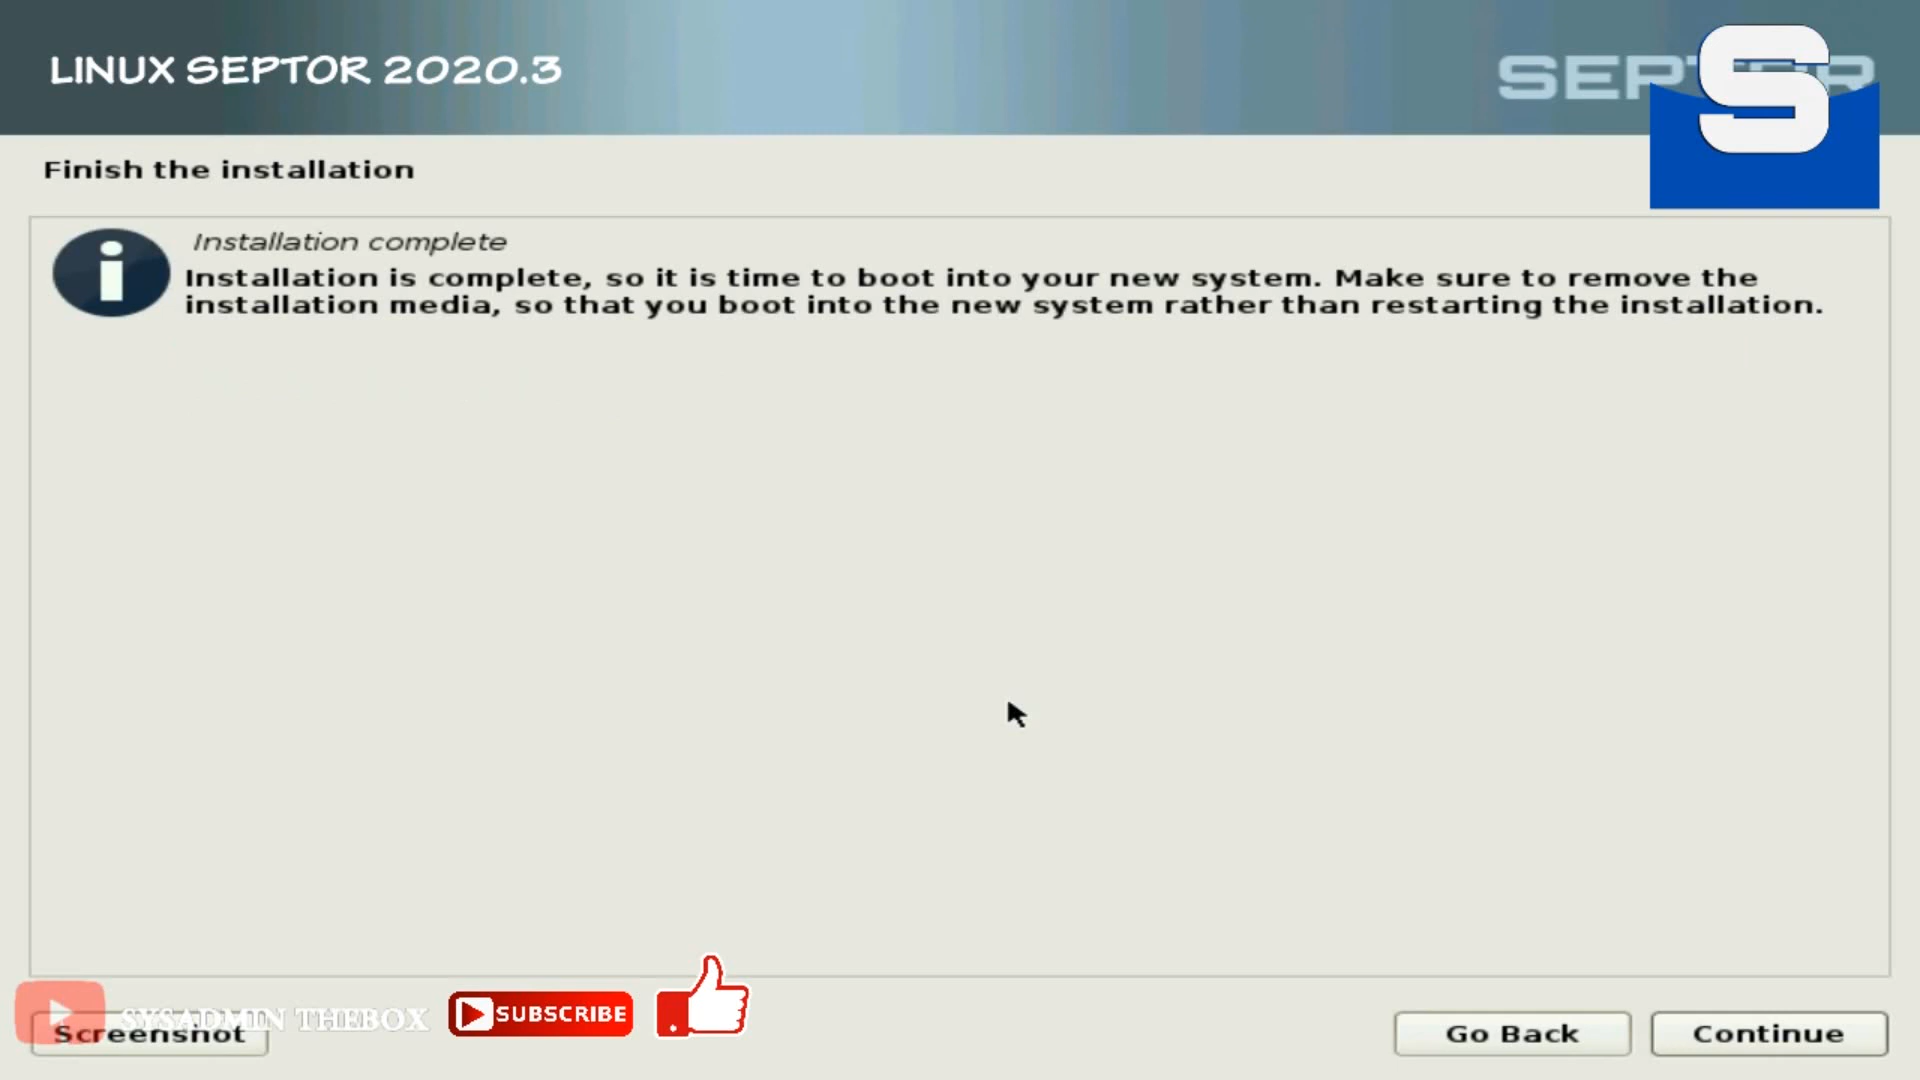 LINUX SEPTOR 2020.3
SEPTOR
S
Finish the installation
Installation complete
Installation is complete, so it is time to boot into your new system. Make sure to remove the
installation media, so that you boot into the new system rather than restarting the installation.
SYSADMIN THEBOX
SUBSCRIBE
Screenshot
Go Back
Continue